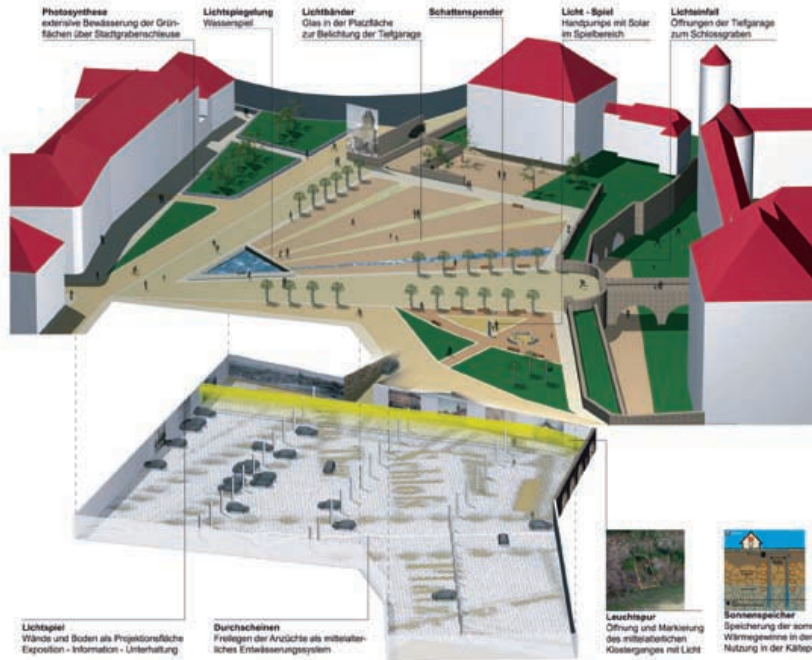 Photosynthese
extensive Bewässerung der Grün-
flächen über Stadtgrabenschleuse
Lichtspiegelung
Wasserspiel
Lichtbänder
Glas in der Platzfläche
zur Belichtung der Tiefgarage
Schattenspender
Licht - Spiel
Handpumpe mit Solar
im Spielbereich
Lichteinfall
Öffnungen der Tiefgarage
zum Schlossgraben
Lichtspiel
Wände und Boden als Projektionsfläche
Exposition - Information - Unterhaltung
Durchscheinen
Freilegen der Anzüchte als mittelalter-
liches Entwässerungssystem
Leuchtspur
Öffnung und Markierung
des mittelalterlichen
Klosterganges mit Licht
Sonnenspeicher
Speicherung der
Wärmegewinne in
Nutzung in der